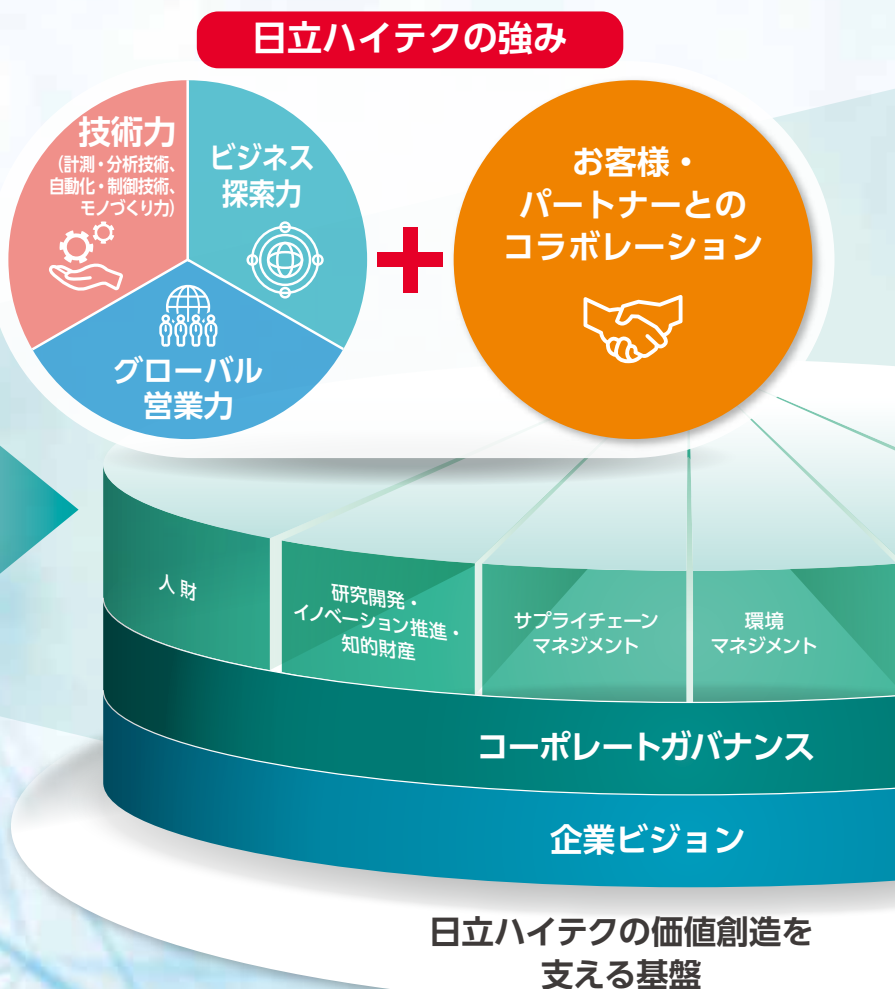 日立ハイテクの強み
技術力
(計測・分析技術、
自動化・制御技術、
モノづくり力)
ビジネス
探索力
グローバル
営業力
お客様・
パートナーとの
コラボレーション
人財
研究開発・
イノベーション推進・
知的財産
サプライチェーン
マネジメント
環境
マネジメント
コーポレートガバナンス
企業ビジョン
日立ハイテクの価値創造を
支える基盤